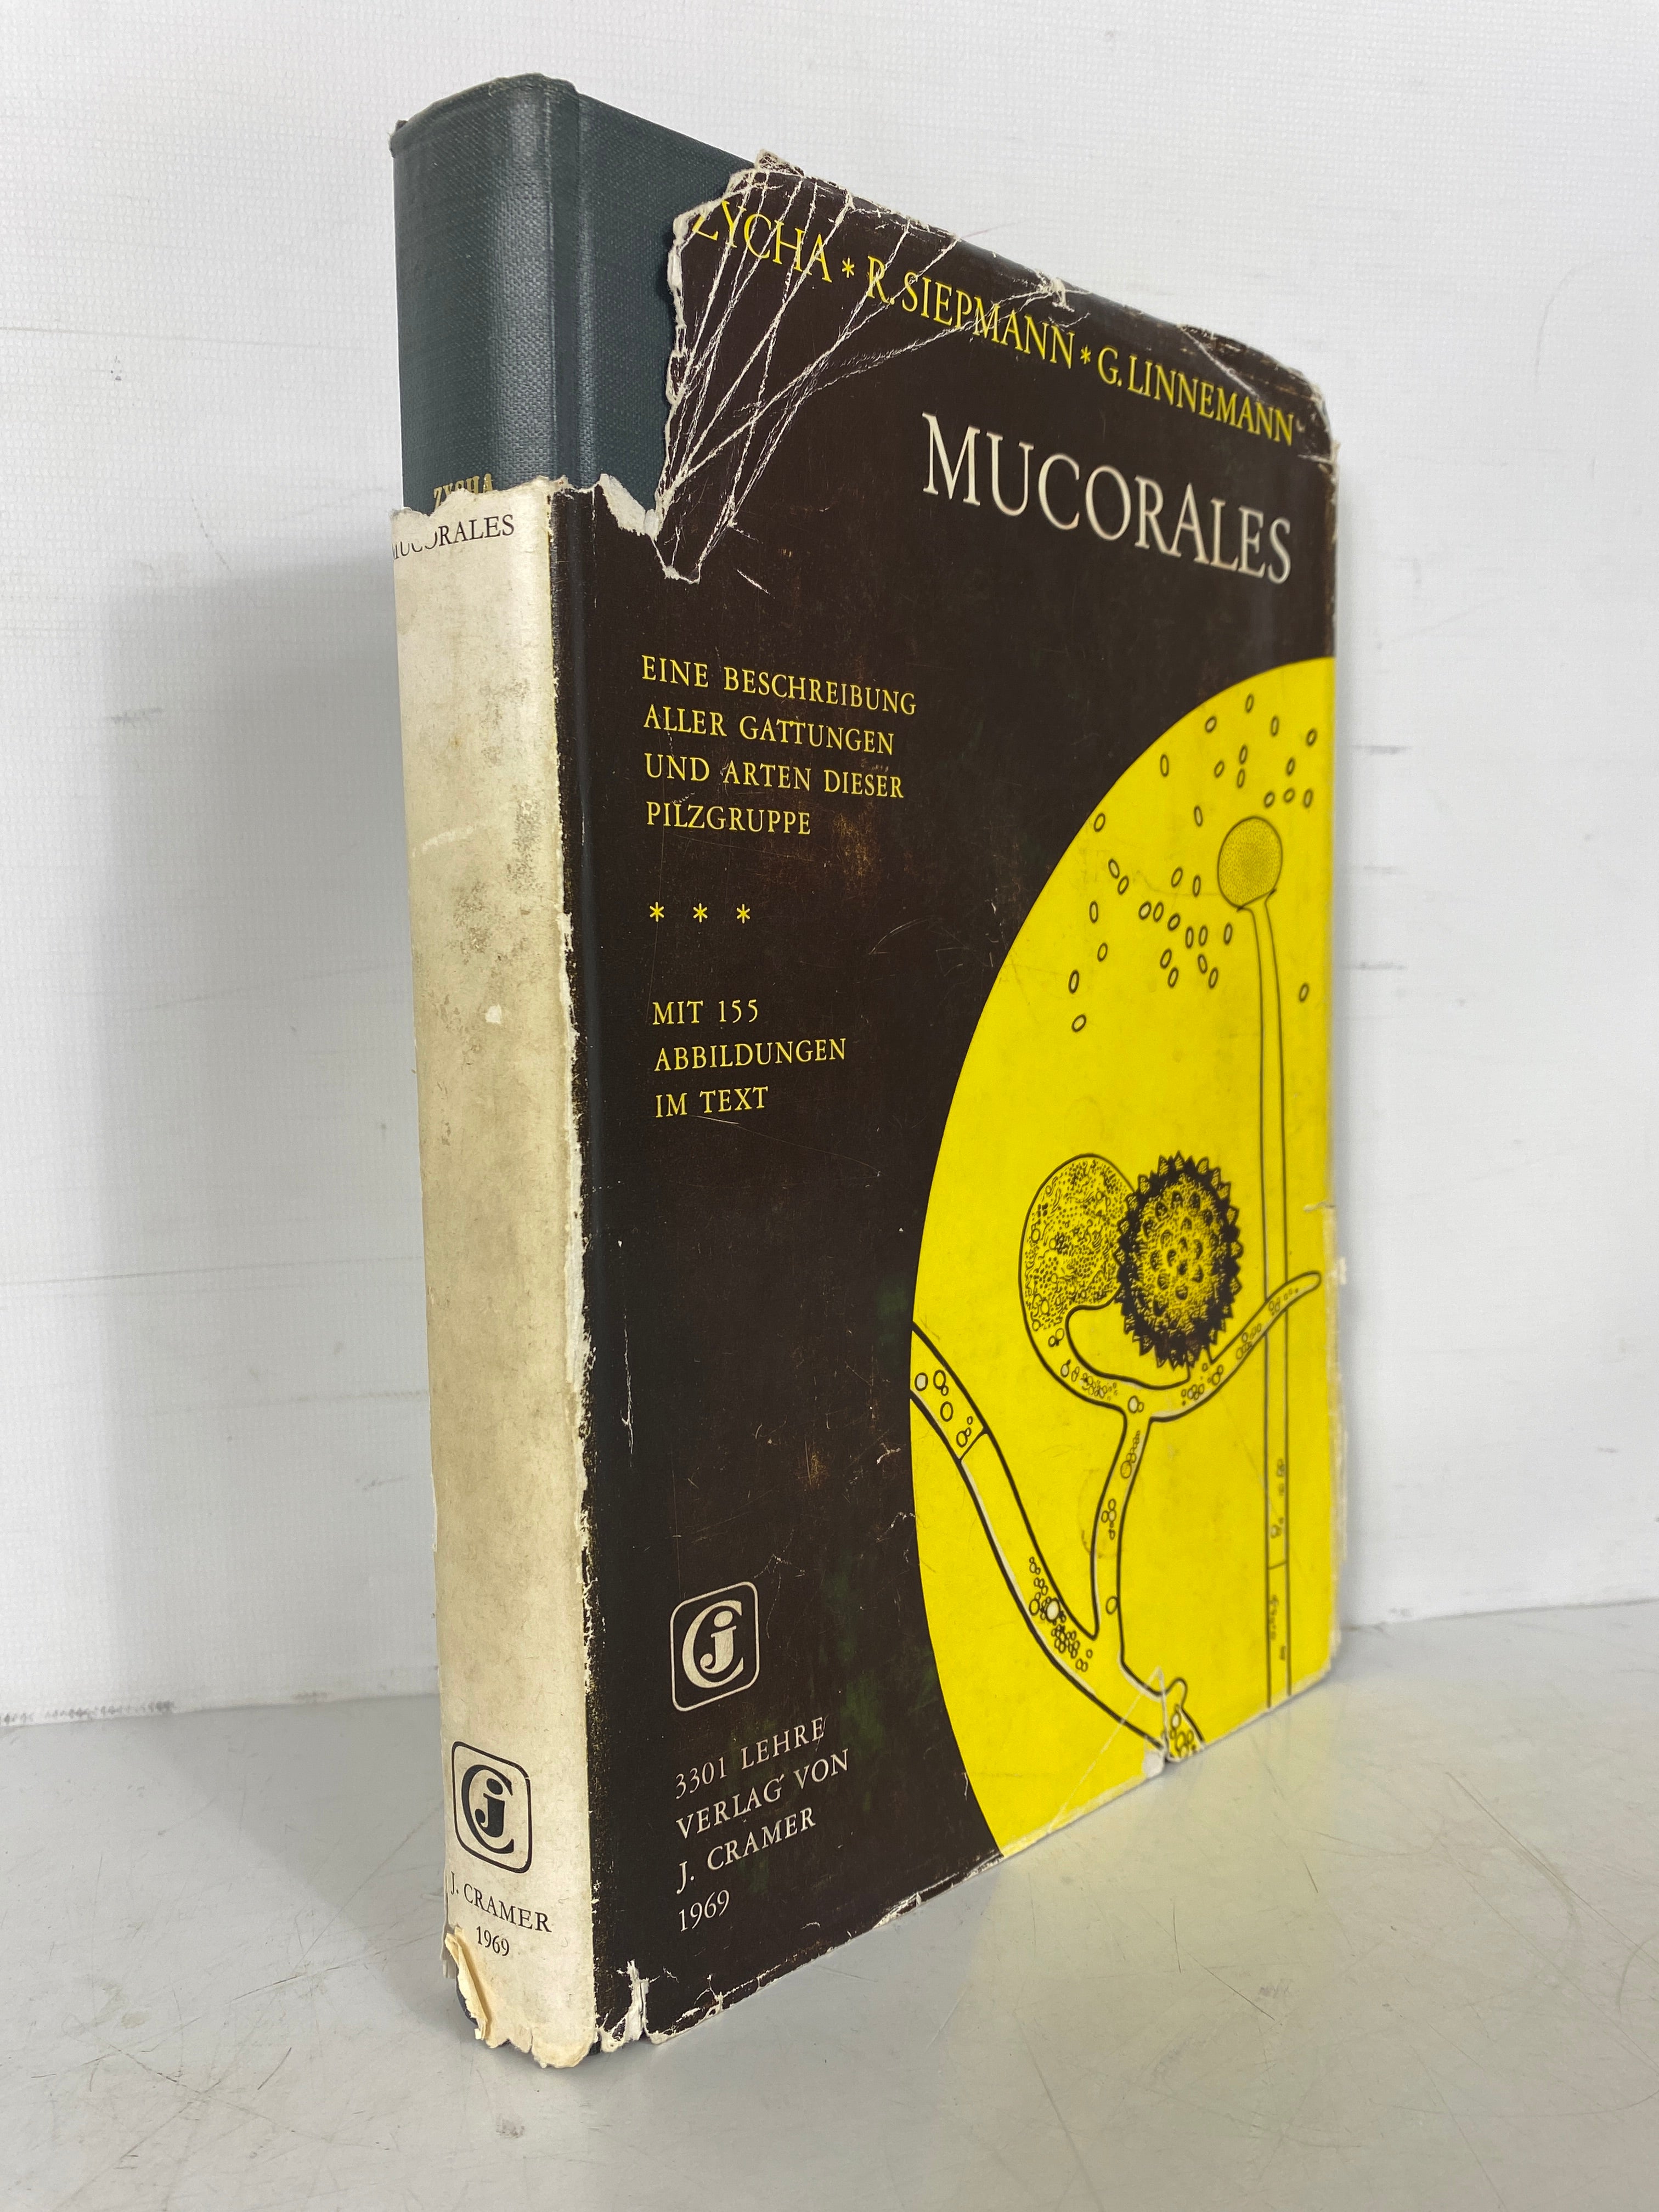 ZYCHA
MUCORALES
J. CRAMER
1969
ZYCHA * R. SIEPMANN * G. LINNEMANN
MUCORALES
EINE BESCHREIBUNG
ALLER GATTUNGEN
UND ARTEN DIESER
PILZGRUPPE
* * *
MIT 155
ABBILDUNGEN
IM TEXT
3301 LEHRE
VERLAG VON
J. CRAMER
1969